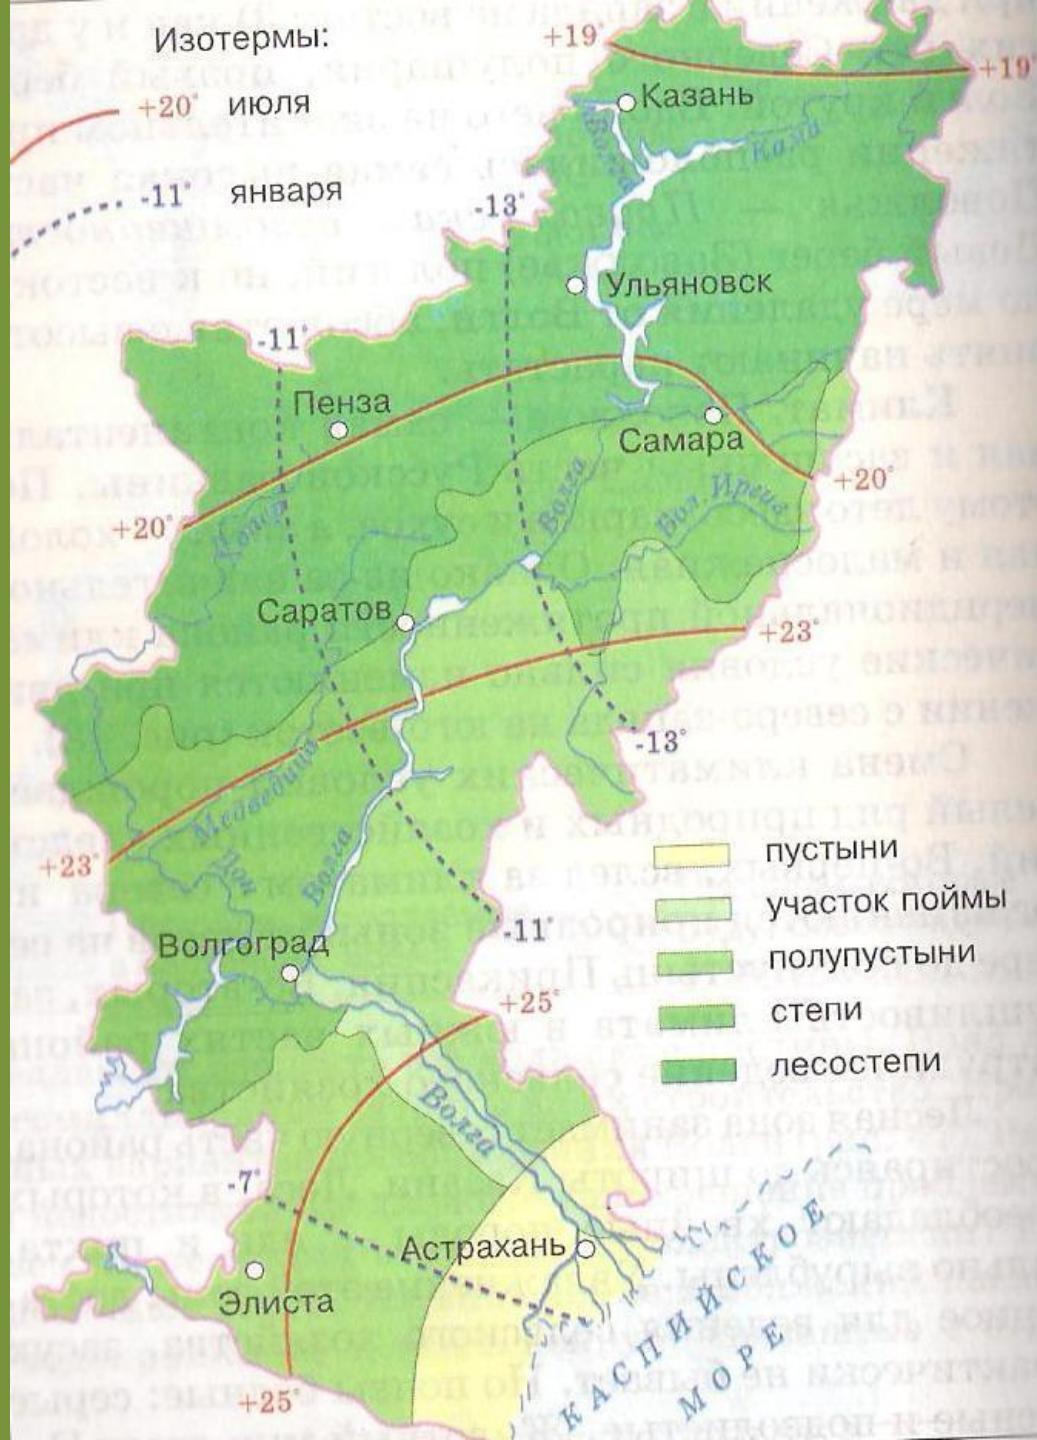 Изотермы:
+20° июля
-11° января
+19°
+19°
Казань
Волга
Кама
-13°
Ульяновск
-11°
Пенза
Самара
+20°
+20°
Хопер
Волга
Бол. Иргиз
Саратов
+23°
-13°
Медведица
+23°
Дон
Волга
пустыни
участок поймы
полупустыни
степи
лесостепи
-11°
Волгоград
+25°
Волга
-7°
Астрахань
Элиста
+25°
КАСПИЙСКОЕ
МОРЕ